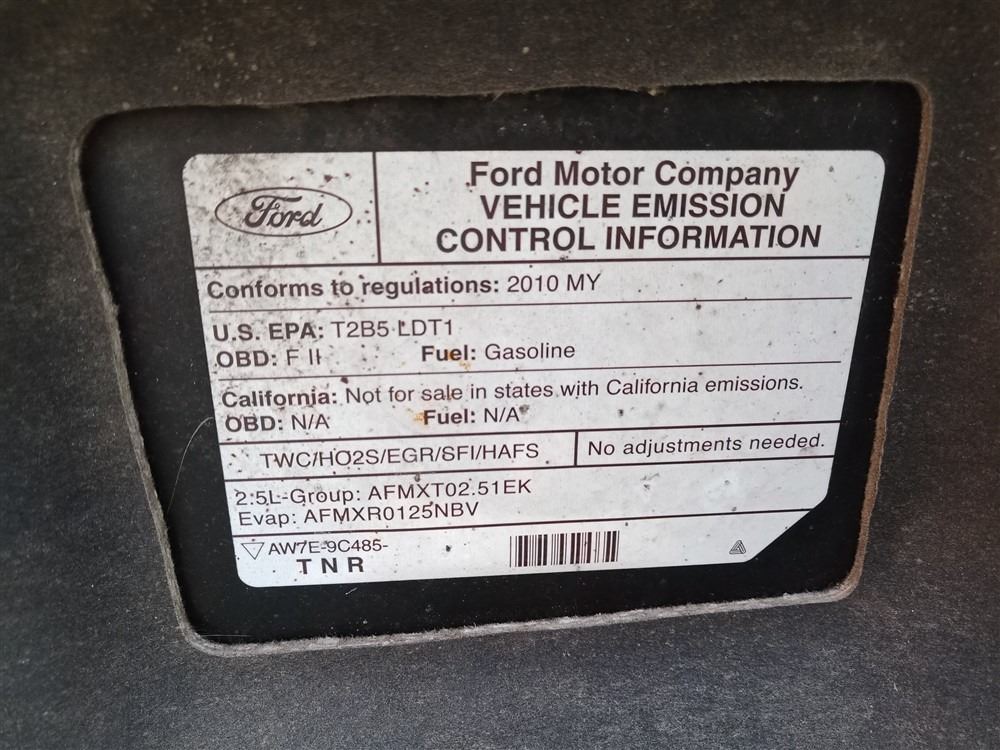 Ford
Ford Motor Company
VEHICLE EMISSION
CONTROL INFORMATION
Conforms to regulations: 2010 MY
U.S. EPA: T2B5 LDT1
OBD: F II Fuel: Gasoline
California: Not for sale in states with California emissions.
OBD: N/A Fuel: N/A
TWC/HO2S/EGR/SFI/HAFS No adjustments needed.
2.5L-Group: AFMXT02.51EK
Evap: AFMXR0125NBV
AW7E-9C485-
TNR